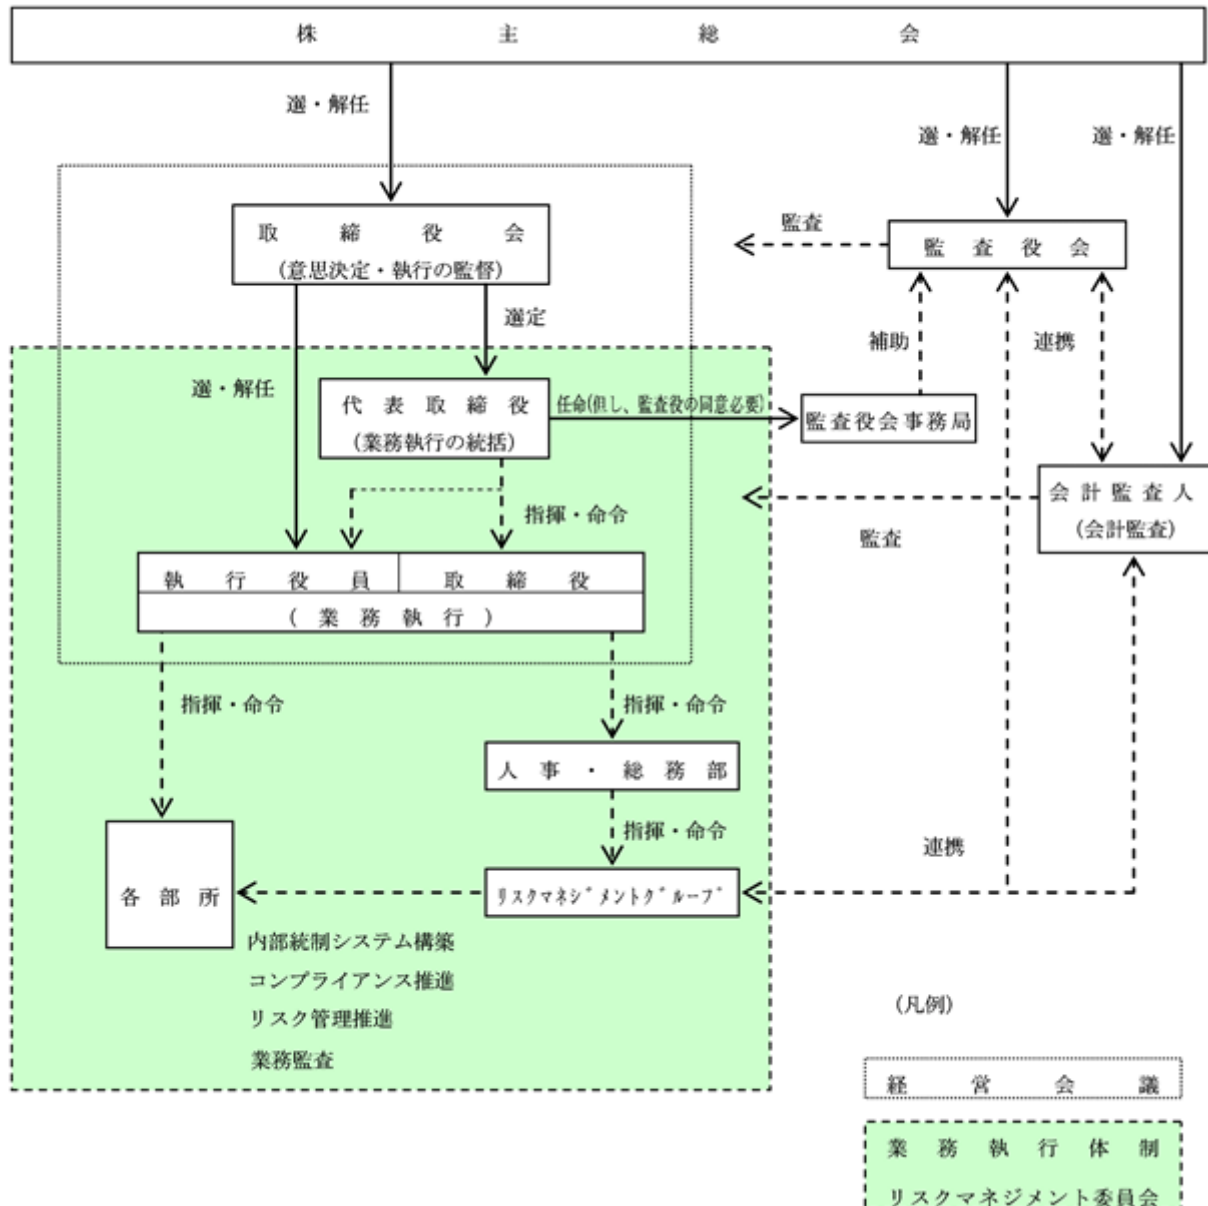 株主総会
選・解任
選・解任
選・解任
取締役会
(意思決定・執行の監督)
監査
監査役会
選定
補助
連携
選・解任
代表取締役
(業務執行の統括)
任命(但し、監査役の同意必要)
監査役会事務局
指揮・命令
監査
会計監査人
(会計監査)
執行役員
取締役
(業務執行)
指揮・命令
指揮・命令
人事・総務部
指揮・命令
連携
各部所
リスクマネジメントグループ
内部統制システム構築
コンプライアンス推進
リスク管理推進
業務監査
(凡例)
経営会議
業務執行体制
リスクマネジメント委員会